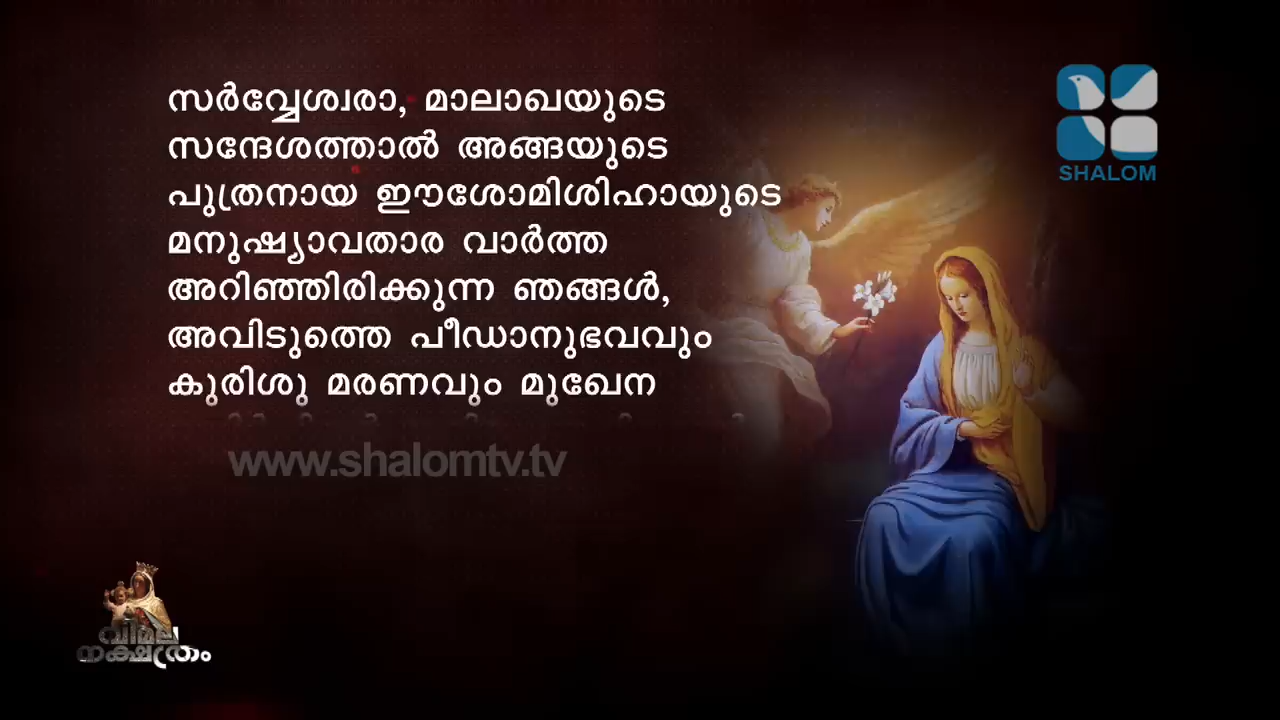 സർവ്വേശ്വരാ, മാലാഖയുടെ
സന്ദേശത്താൽ അങ്ങയുടെ
പുത്രനായ ഈശോമിശിഹായുടെ
മനുഷ്യാവതാര വാർത്ത
അറിഞ്ഞിരിക്കുന്ന ഞങ്ങൾ,
അവിടുത്തെ പീഡാനുഭവവും
കുരിശു മരണവും മുഖേന
www.shalomtv.tv
SHALOM
വിമല
നക്ഷത്രം